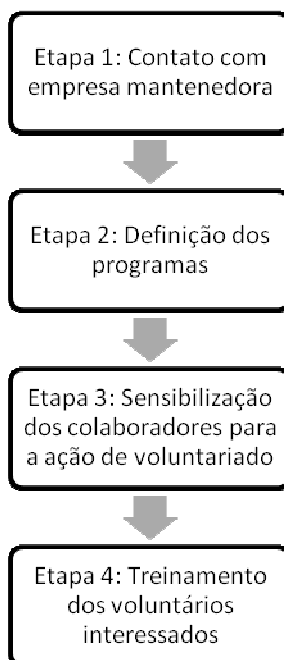 Etapa 1: Contato com
empresa mantenedora
Etapa 2: Definição dos
programas
Etapa 3: Sensibilização
dos colaboradores para
a ação de voluntariado
Etapa 4: Treinamento
dos voluntários
interessados